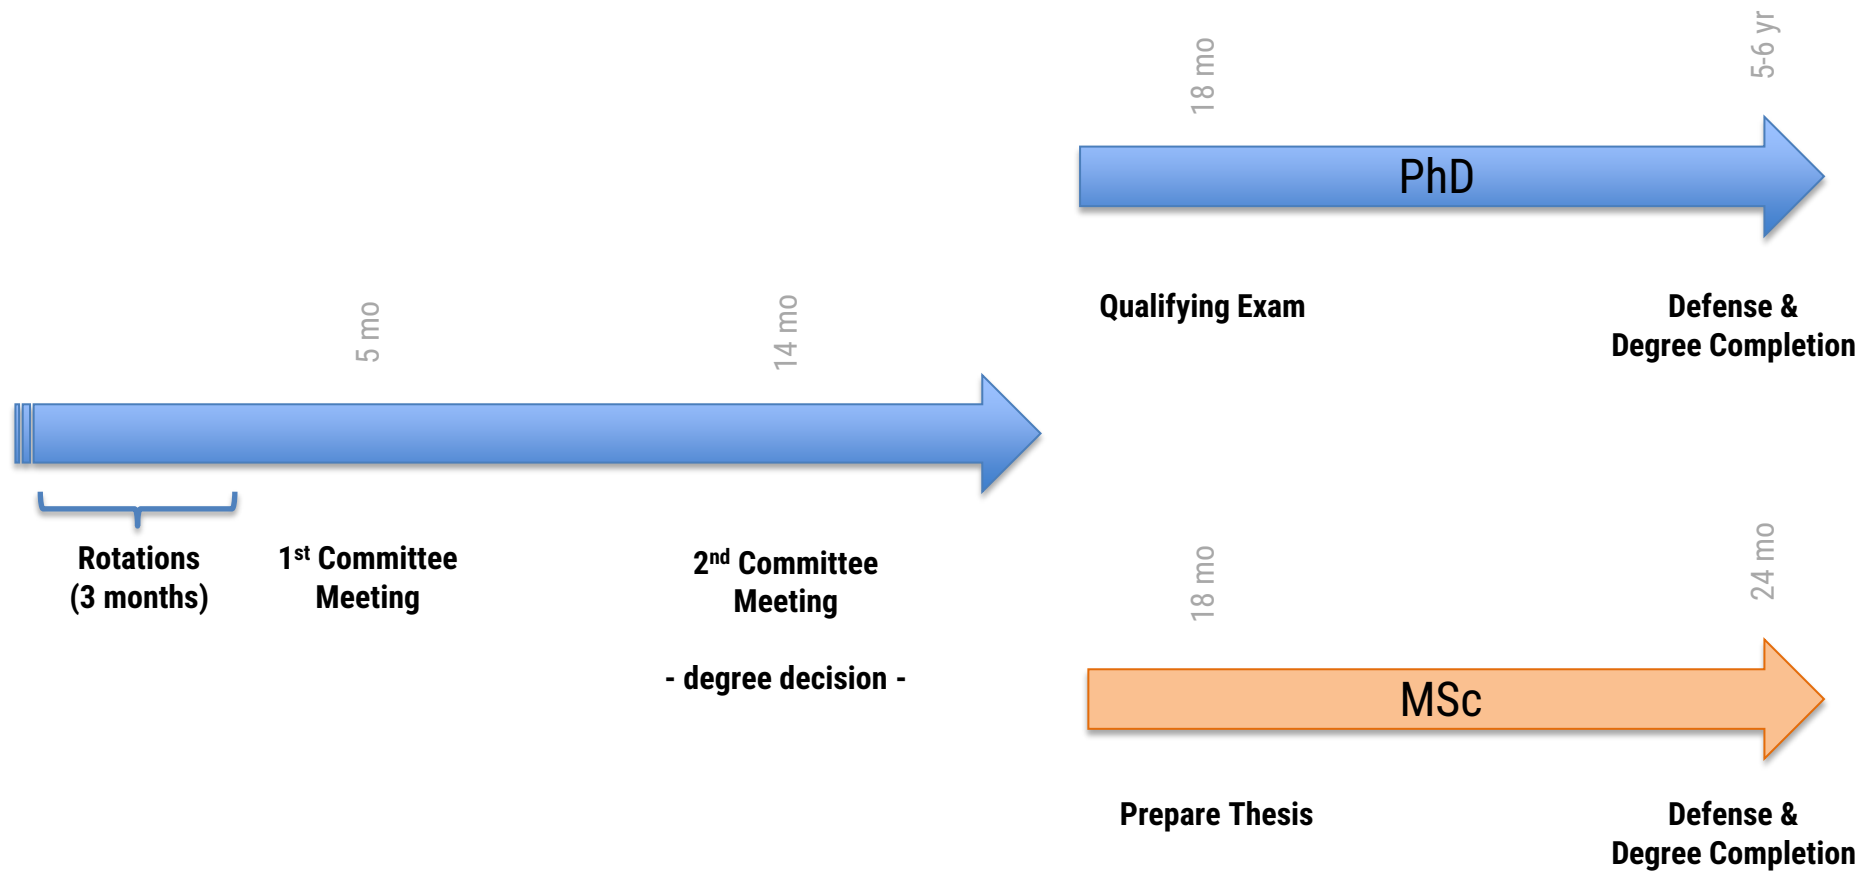 18 mo
5-6 yr
PhD
Qualifying Exam
Defense &
Degree Completion
5 mo
14 mo
Rotations
(3 months)
1st Committee
Meeting
2nd Committee
Meeting
- degree decision -
18 mo
24 mo
MSc
Prepare Thesis
Defense &
Degree Completion